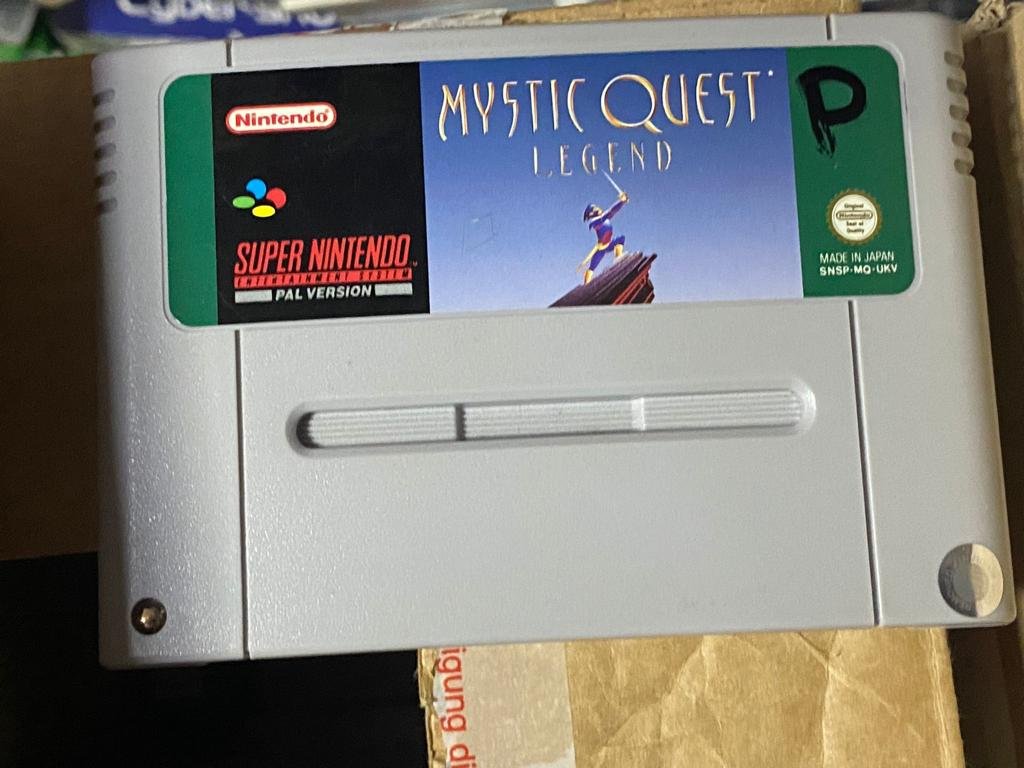 Cybershot
Nintendo®
SUPER NINTENDO
ENTERTAINMENT SYSTEM
PAL VERSION
MYSTIC QUEST
LEGEND
P
Original
Nintendo
Seal of
Quality
MADE IN JAPAN
SNSP-MQ-UKV
igung di